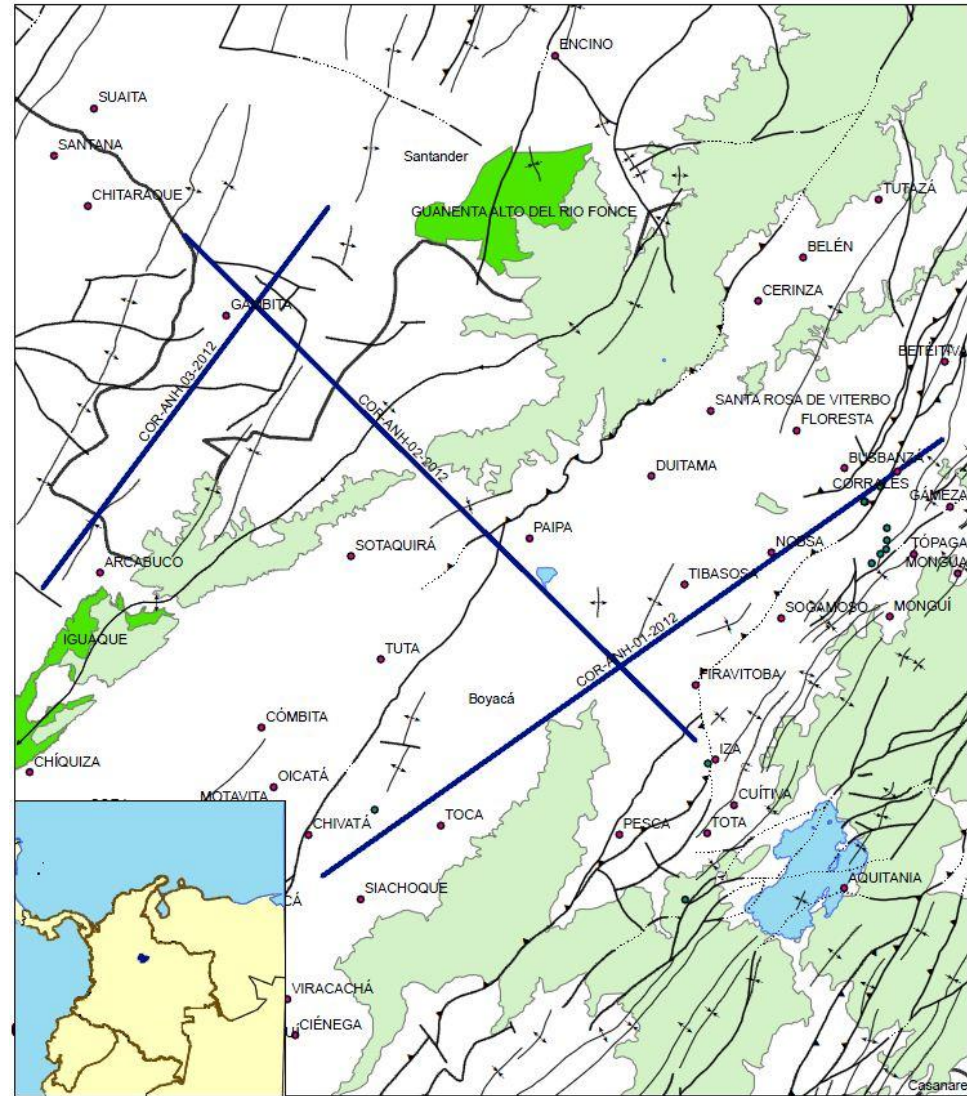 ENCINO
SUAITA
SANTANA
Santander
CHITARAQUE
TUTAZÁ
GUANENTA ALTO DEL RIO FONCE
BELÉN
CERINZA
GAMBITA
BETEITIVA
COR-ANH-03-2012
COR-ANH-02-2012
SANTA ROSA DE VITERBO
FLORESTA
DUITAMA
BUSBANZÁ
CORRALES
GÁMEZA
PAIPA
NOBSA
SOTAQUIRÁ
TÓPAGA
ARCABUCO
MONGUA
TIBASOSA
SOGAMOSO
MONGUÍ
IGUAQUE
TUTA
COR-ANH-01-2012
FIRAVITOBA
Boyacá
CÓMBITA
IZA
CHÍQUIZA
OICATÁ
MOTAVITA
CUÍTIVA
CHIVATÁ
TOCA
PESCA
TOTA
AQUITANIA
SIACHOQUE
VIRACACHÁ
CIÉNEGA
Casanare